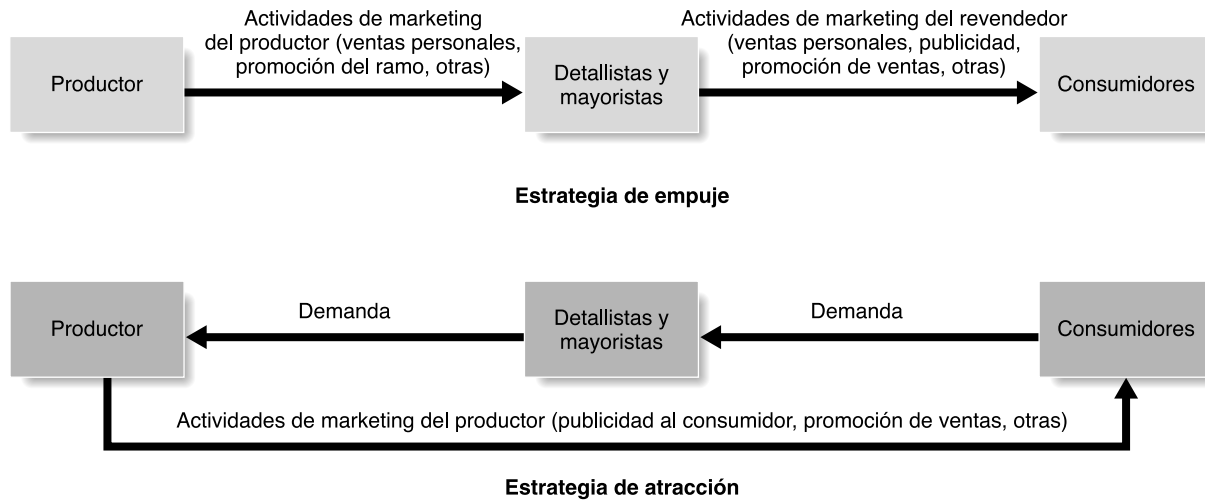 Actividades de marketing
del productor (ventas personales,
promoción del ramo, otras)
Actividades de marketing del revendedor
(ventas personales, publicidad,
promoción de ventas, otras)
Productor
Detallistas y
mayoristas
Consumidores
Estrategia de empuje
Productor
Demanda
Detallistas y
mayoristas
Demanda
Consumidores
Actividades de marketing del productor (publicidad al consumidor, promoción de ventas, otras)
Estrategia de atracción